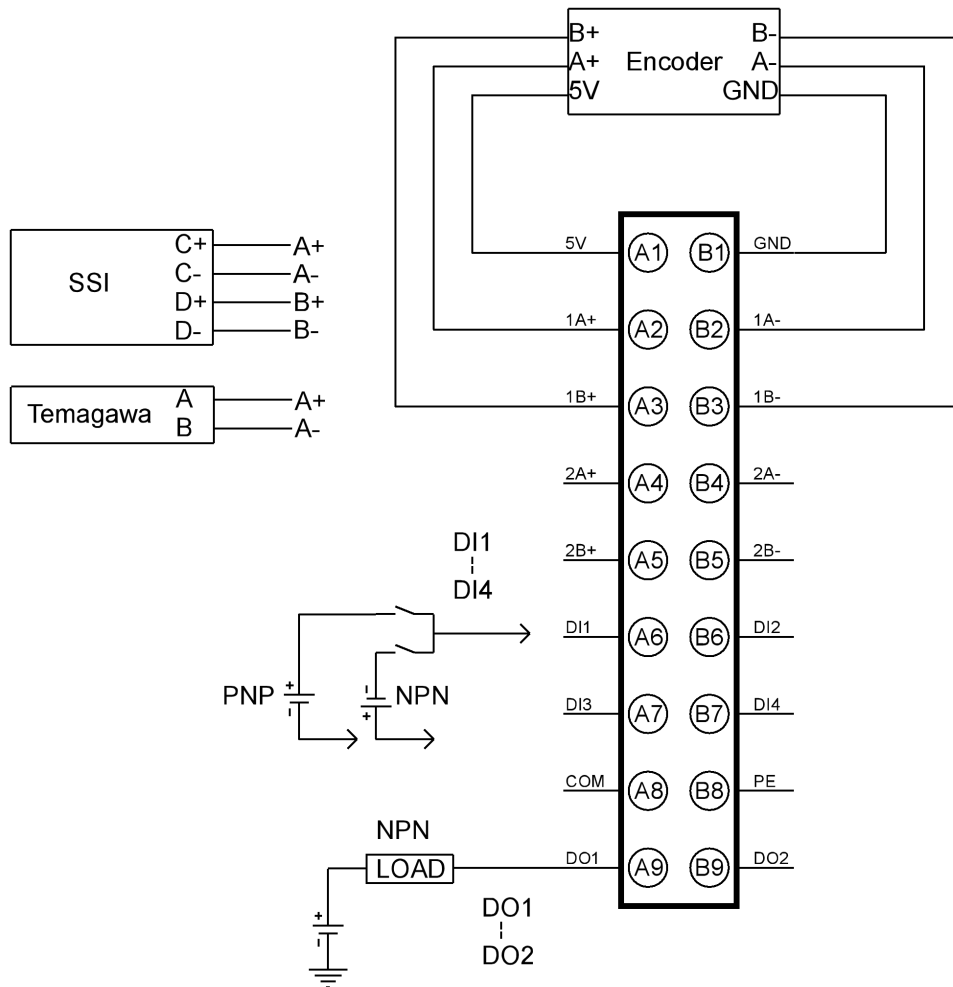 B+ B-
A+ Encoder A-
5V GND
5V A1 B1 GND
C+ A+
SSI C- A-
D+ B+
D- B-
1A+ A2 B2 1A-
Temagawa A A+
B A-
1B+ A3 B3 1B-
2A+ A4 B4 2A-
DI1
DI4
2B+ A5 B5 2B-
DI1 A6 B6 DI2
PNP + - - + NPN
DI3 A7 B7 DI4
COM A8 B8 PE
NPN
LOAD DO1 A9 B9 DO2
+ -
DO1
DO2